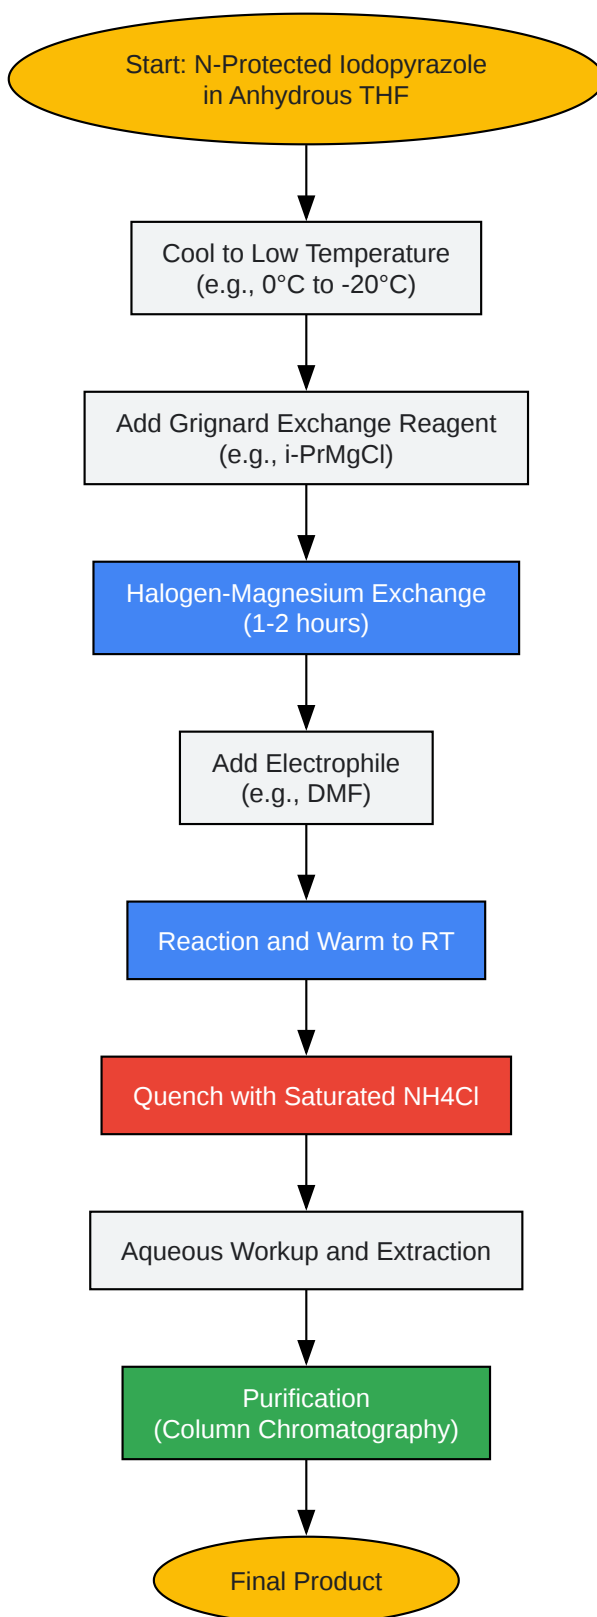 Start: N-Protected Iodopyrazole
in Anhydrous THF
Cool to Low Temperature
(e.g., 0°C to -20°C)
Add Grignard Exchange Reagent
(e.g., i-PrMgCl)
Halogen-Magnesium Exchange
(1-2 hours)
Add Electrophile
(e.g., DMF)
Reaction and Warm to RT
Quench with Saturated NH4Cl
Aqueous Workup and Extraction
Purification
(Column Chromatography)
Final Product